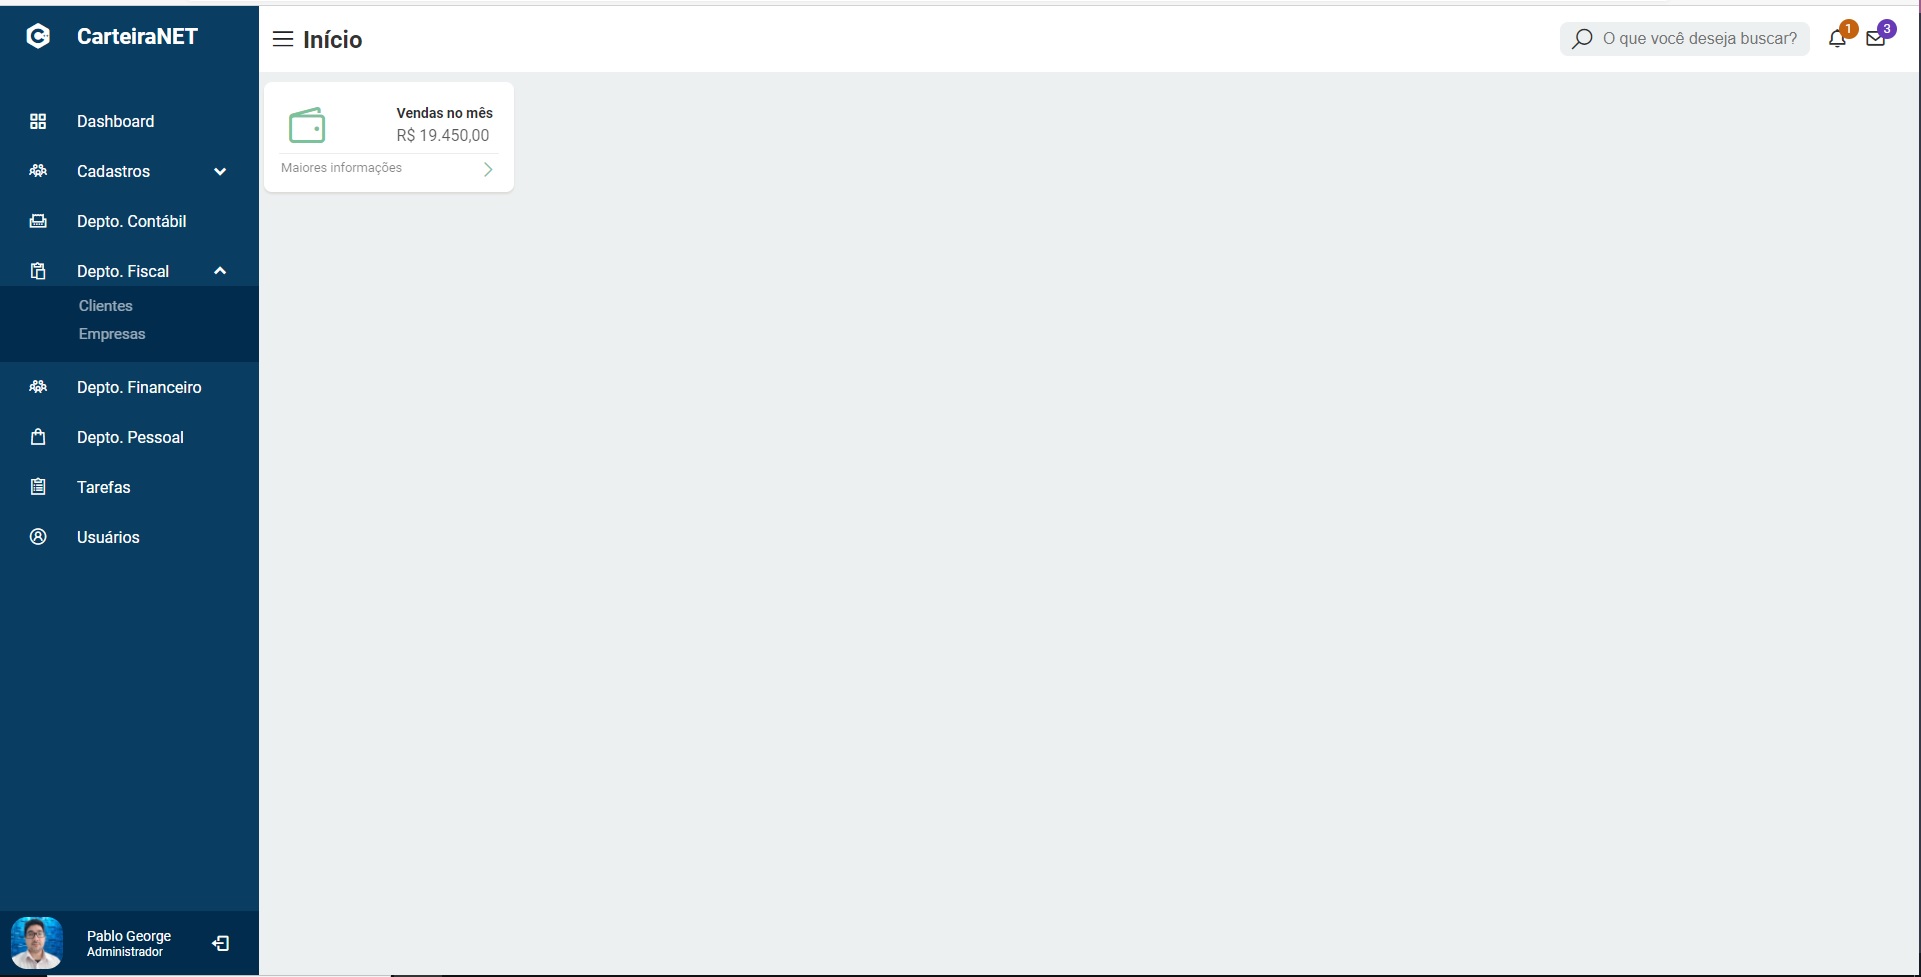 CarteiraNET
Início
O que você deseja buscar?
1
3
Dashboard
Cadastros
Depto. Contábil
Depto. Fiscal
Clientes
Empresas
Depto. Financeiro
Depto. Pessoal
Tarefas
Usuários
Pablo George
Administrador
Vendas no mês
R$ 19.450,00
Maiores informações